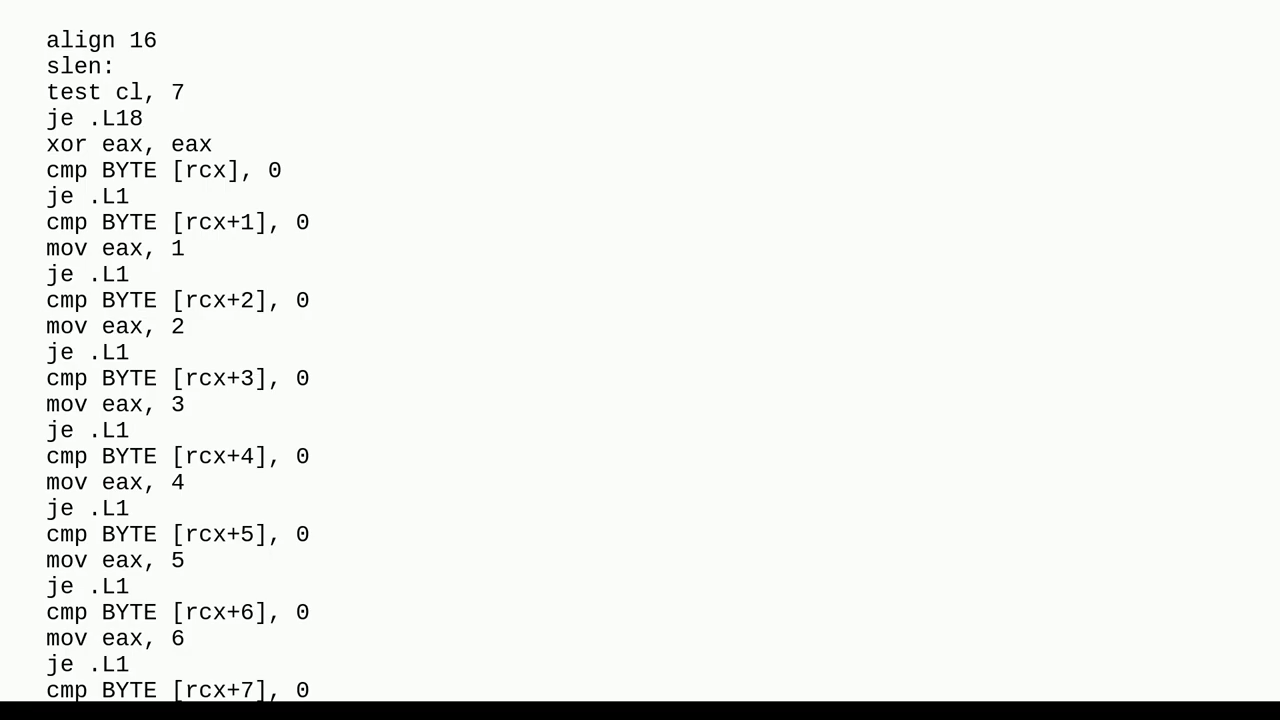 align 16
slen:
test cl, 7
je .L18
xor eax, eax
cmp BYTE [rcx], 0
je .L1
cmp BYTE [rcx+1], 0
mov eax, 1
je .L1
cmp BYTE [rcx+2], 0
mov eax, 2
je .L1
cmp BYTE [rcx+3], 0
mov eax, 3
je .L1
cmp BYTE [rcx+4], 0
mov eax, 4
je .L1
cmp BYTE [rcx+5], 0
mov eax, 5
je .L1
cmp BYTE [rcx+6], 0
mov eax, 6
je .L1
cmp BYTE [rcx+7], 0